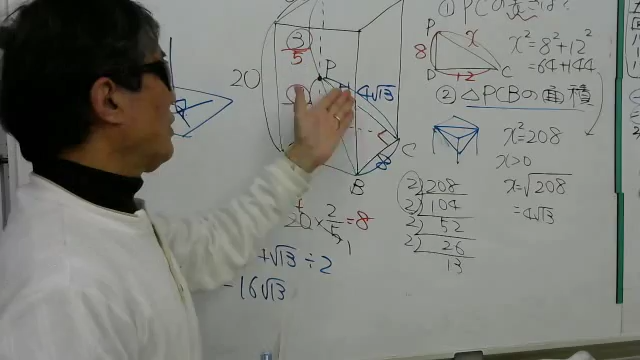 ① PCの長さは?
P
x
8
D
12
C
x²=8²+12²
=64+144
② △PCBの面積
x²=208
x>0
x=√208
=4√13
2)208
2)104
2)52
2)26
13
20
3
5
P
4√13
8
C
B
20×2/5=8
1
√13÷2
16√13